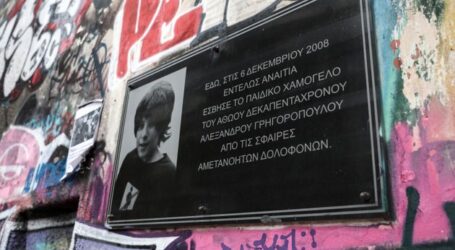 ΕΔΩ, ΣΤΙΣ 6 ΔΕΚΕΜΒΡΙΟΥ 2008
ΕΝΤΕΛΩΣ ΑΝΑΙΤΙΑ
ΕΣΒΗΣΕ ΤΟ ΠΑΙΔΙΚΟ ΧΑΜΟΓΕΛΟ
ΤΟΥ ΑΘΩΟΥ ΔΕΚΑΠΕΝΤΑΧΡΟΝΟΥ
ΑΛΕΞΑΝΔΡΟΥ ΓΡΗΓΟΡΟΠΟΥΛΟΥ
ΑΠΟ ΤΙΣ ΣΦΑΙΡΕΣ
ΑΜΕΤΑΝΟΗΤΩΝ ΔΟΛΟΦΟΝΩΝ.